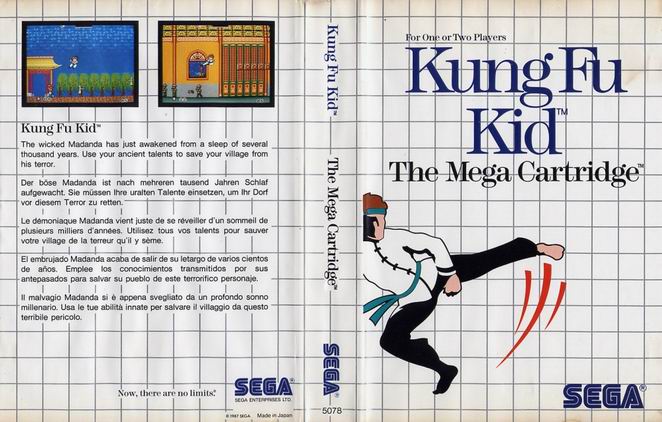 Kung Fu Kid™
The wicked Madanda has just awakened from a sleep of several
thousand years. Use your ancient talents to save your village from
his terror.
Der böse Madanda ist nach mehreren tausend Jahren Schlaf
aufgewacht. Sie müssen Ihre uralten Talente einsetzen, um Ihr Dorf
vor diesem Terror zu retten.
Le démoniaque Madanda vient juste de se réveiller d'un sommeil de
plusieurs milliers d'années. Utilisez tous vos talents pour sauver
votre village de la terreur qu'il y sème.
El embrujado Madanda acaba de salir de su letargo de varios cientos
de años. Emplee los conocimientos transmitidos por sus
antepasados para salvar su pueblo de este terrorifico personaje.
Il malvagio Madanda si è appena svegliato da un profondo sonno
millenario. Usa le tue abilità innate per salvare il villaggio da questo
terribile pericolo.
Now, there are no limits.®
SEGA®
SEGA ENTERPRISES LTD.
© 1987 SEGA Made in Japan
Kung Fu Kid™ The Mega Cartridge™
SEGA®
5078
For One or Two Players
Kung Fu
Kid™
The Mega Cartridge™
SEGA®